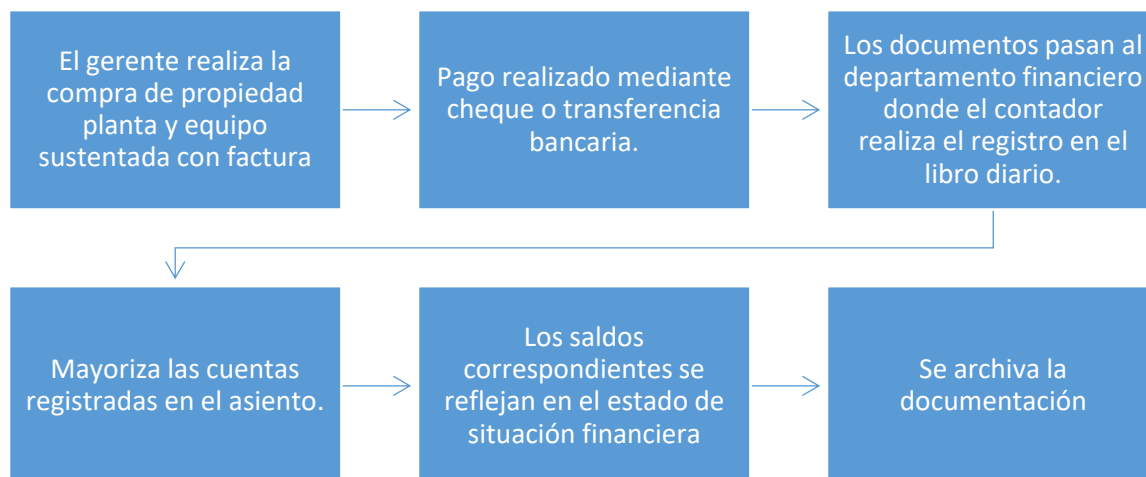 El gerente realiza la
compra de propiedad
planta y equipo
sustentada con factura
Pago realizado mediante
cheque o transferencia
bancaria.
Los documentos pasan al
departamento financiero
donde el contador
realiza el registro en el
libro diario.
Mayoriza las cuentas
registradas en el asiento.
Los saldos
correspondientes se
reflejan en el estado de
situación financiera
Se archiva la
documentación